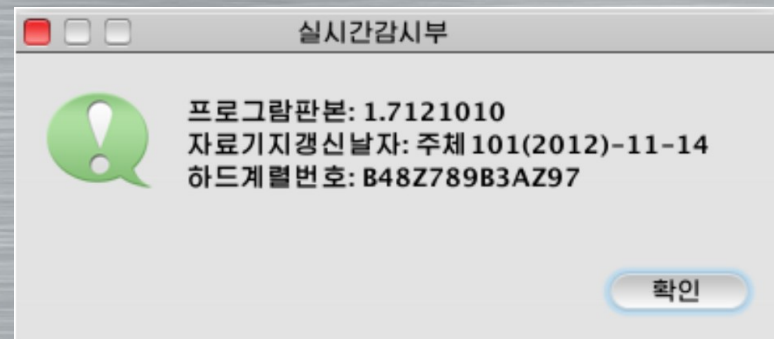 실시간감시부
프로그람판본: 1.7121010
자료기지갱신날자: 주체101(2012)-11-14
하드계렬번호: B48Z789B3AZ97
확인